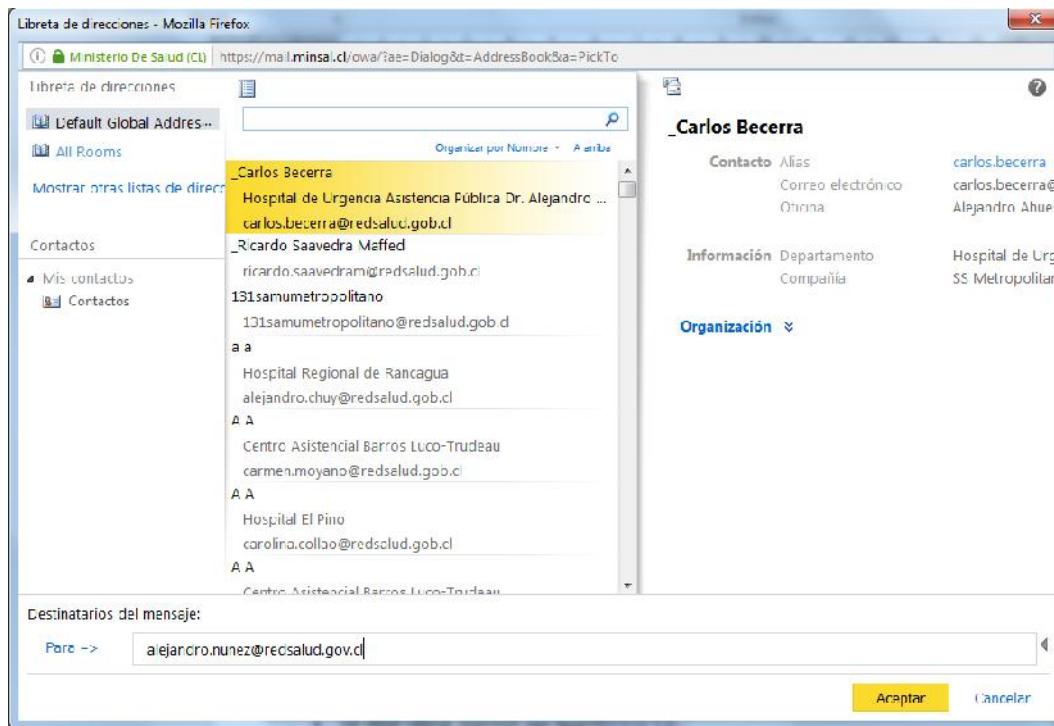 Libreta de direcciones - Mozilla Firefox
Ministerio De Salud (CL) https://mail.minsal.cl/owa/?ae=Dialog&t=AddressBook&a=PickTo
Libreta de direcciones
Default Global Addres...
All Rooms
Mostrar otras listas de direcc
Contactos
Mis contactos
Contactos
Organizar por Nombre A arriba
_Carlos Becerra
Hospital de Urgencia Asistencia Pública Dr. Alejandro ...
carlos.becerra@redsalud.gob.cl
_Ricardo Saavedra Maffed
ricardo.saavedram@redsalud.gob.cl
131samumetropolitano
131samumetropolitano@redsalud.gob.cl
a a
Hospital Regional de Rancagua
alejandro.chuy@redsalud.gob.cl
A A
Centro Asistencial Barros Luco-Trudeau
carmen.moyano@redsalud.gob.cl
A A
Hospital El Pino
carolina.collao@redsalud.gob.cl
A A
Centro Asistencial Barros Luco-Trudeau
_Carlos Becerra
Contacto Alias carlos.becerra
Correo electrónico carlos.becerra@
Oficina Alejandro Ahues
Información Departamento Hospital de Urg
Compañía SS Metropolitan
Organización
Destinatarios del mensaje:
Para -> alejandro.nunez@redsalud.gov.cl
Aceptar Cancelar